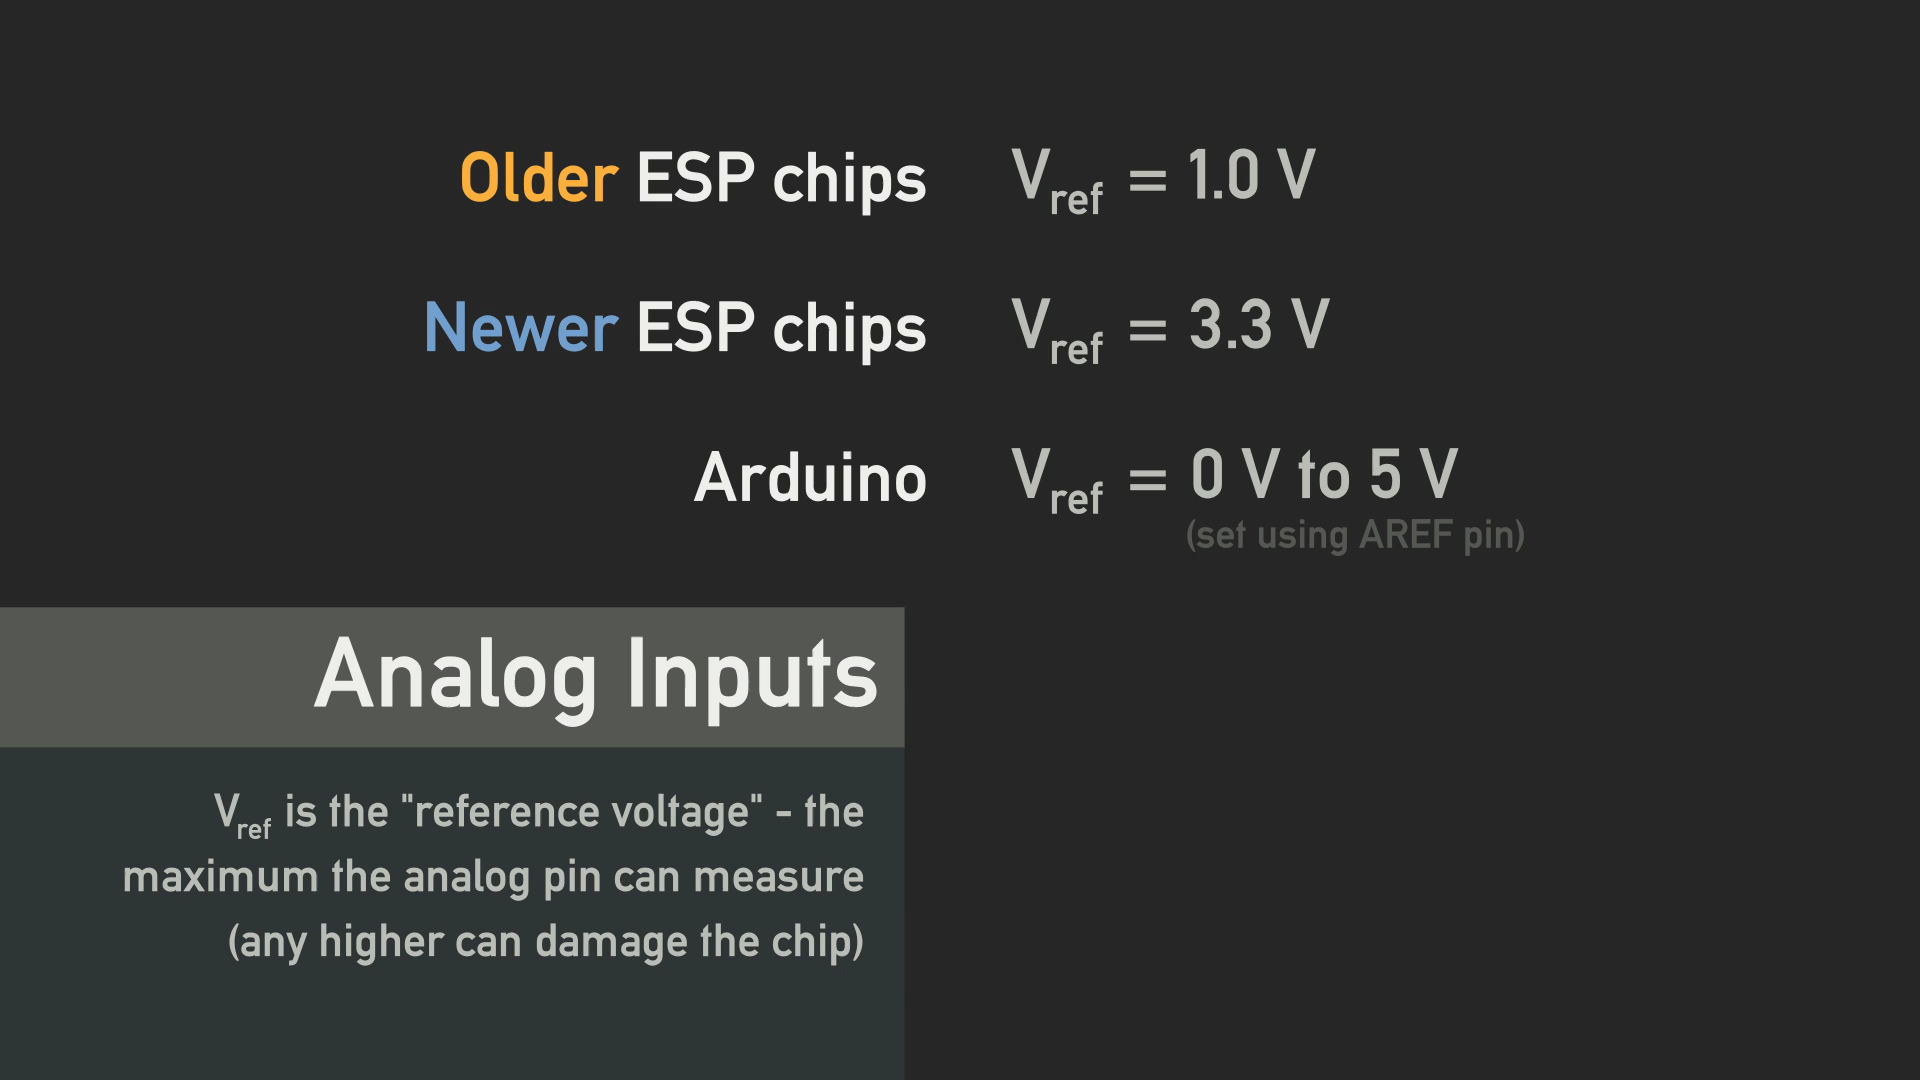 Older ESP chips Vref = 1.0 V
Newer ESP chips Vref = 3.3 V
Arduino Vref = 0 V to 5 V
(set using AREF pin)
Analog Inputs
Vref is the "reference voltage" - the
maximum the analog pin can measure
(any higher can damage the chip)